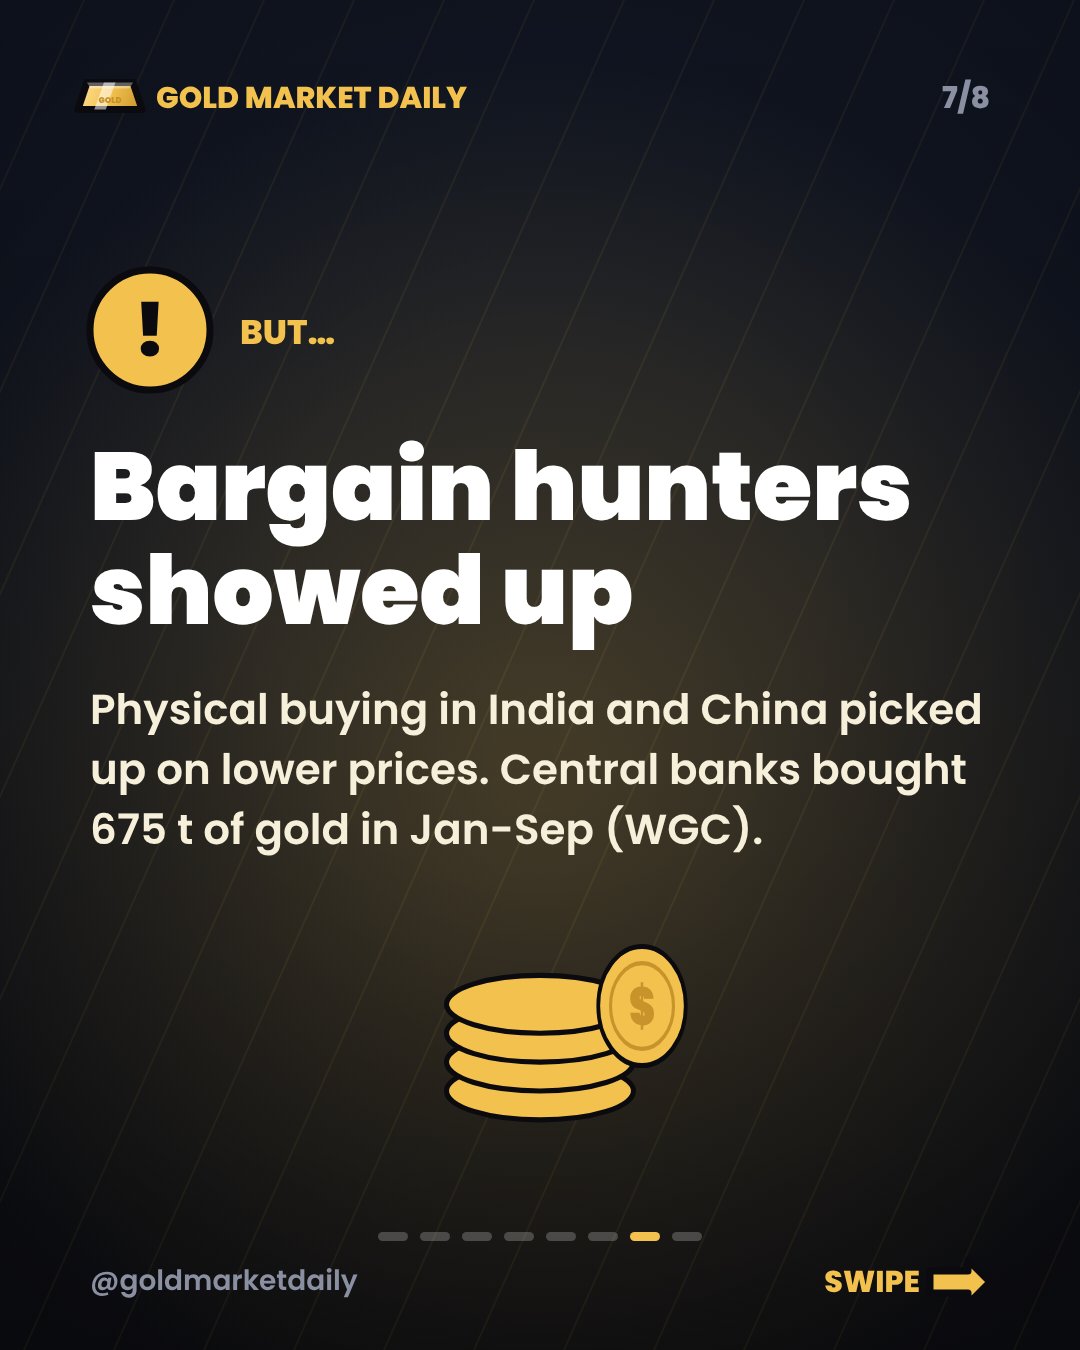 GOLD
GOLD MARKET DAILY
7/8
!
BUT...
Bargain hunters
showed up
Physical buying in India and China picked
up on lower prices. Central banks bought
675 t of gold in Jan-Sep (WGC).
$
@goldmarketdaily
SWIPE